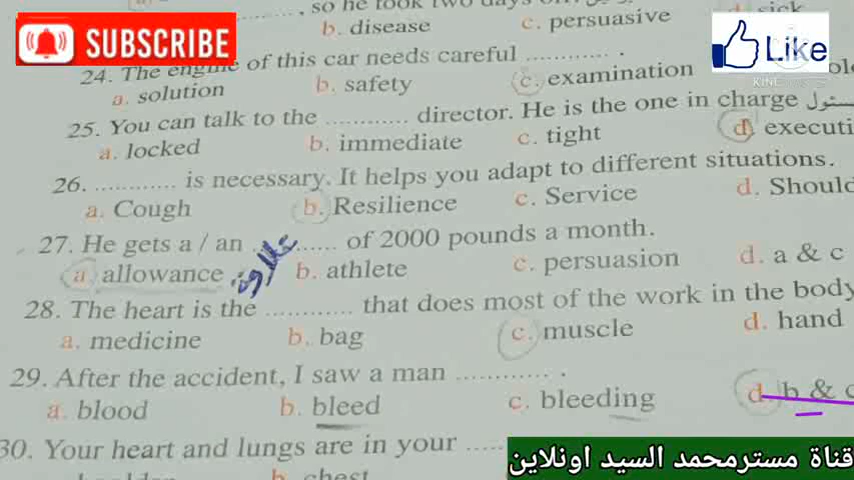 ............, so he took two days
b. disease c. persuasive d. sick
SUBSCRIBE
Like
24. The engine of this car needs careful ............ .
a. solution b. safety c. examination
25. You can talk to the ............ director. He is the one in charge مسئول
a. locked b. immediate c. tight d. executi
26. ............ is necessary. It helps you adapt to different situations.
a. Cough b. Resilience c. Service d. Should
27. He gets a / an ............ of 2000 pounds a month.
a. allowance علاوة b. athlete c. persuasion d. a & c
28. The heart is the ............ that does most of the work in the body
a. medicine b. bag c. muscle d. hand
29. After the accident, I saw a man ............ .
a. blood b. bleed c. bleeding d. b & c
30. Your heart and lungs are in your ......
b. chest
قناة مسترمحمد السيد اونلاين